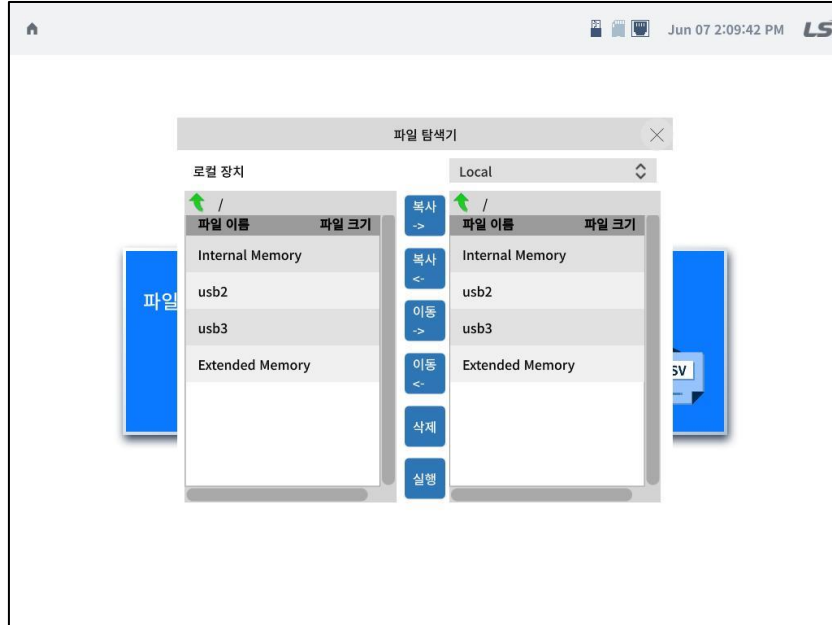 Jun 07 2:09:42 PM LS
파일 탐색기
로컬 장치
Local
/
파일 이름 파일 크기
Internal Memory
usb2
usb3
Extended Memory
복사
->
복사
<-
이동
->
이동
<-
삭제
실행
/
파일 이름 파일 크기
Internal Memory
usb2
usb3
Extended Memory
파일
SV